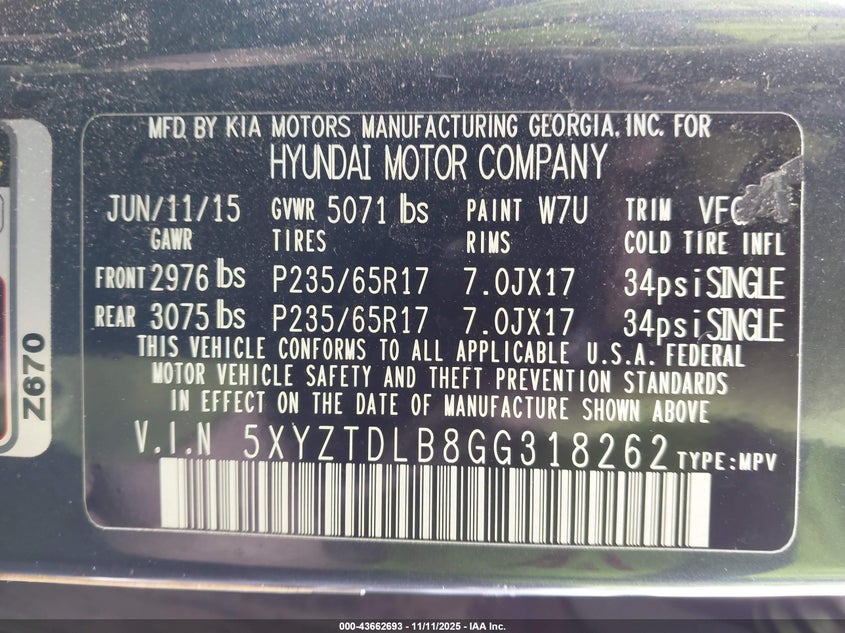 MFD. BY KIA MOTORS MANUFACTURING GEORGIA, INC. FOR
HYUNDAI MOTOR COMPANY
JUN/11/15 GVWR 5071 lbs PAINT W7U TRIM
GAWR TIRES RIMS COLD TIRE INFL
FRONT 2976 lbs P235/65R17 7.0JX17 34psi SINGLE
REAR 3075 lbs P235/65R17 7.0JX17 34psi SINGLE
THIS VEHICLE CONFORMS TO ALL APPLICABLE U.S.A. FEDERAL
MOTOR VEHICLE SAFETY AND THEFT PREVENTION STANDARDS
IN EFFECT ON THE DATE OF MANUFACTURE SHOWN ABOVE
V.I.N 5XYZTDLB8GG318262 TYPE:MPV
Z670
000-43662693 - 11/11/2025 - IAA Inc.